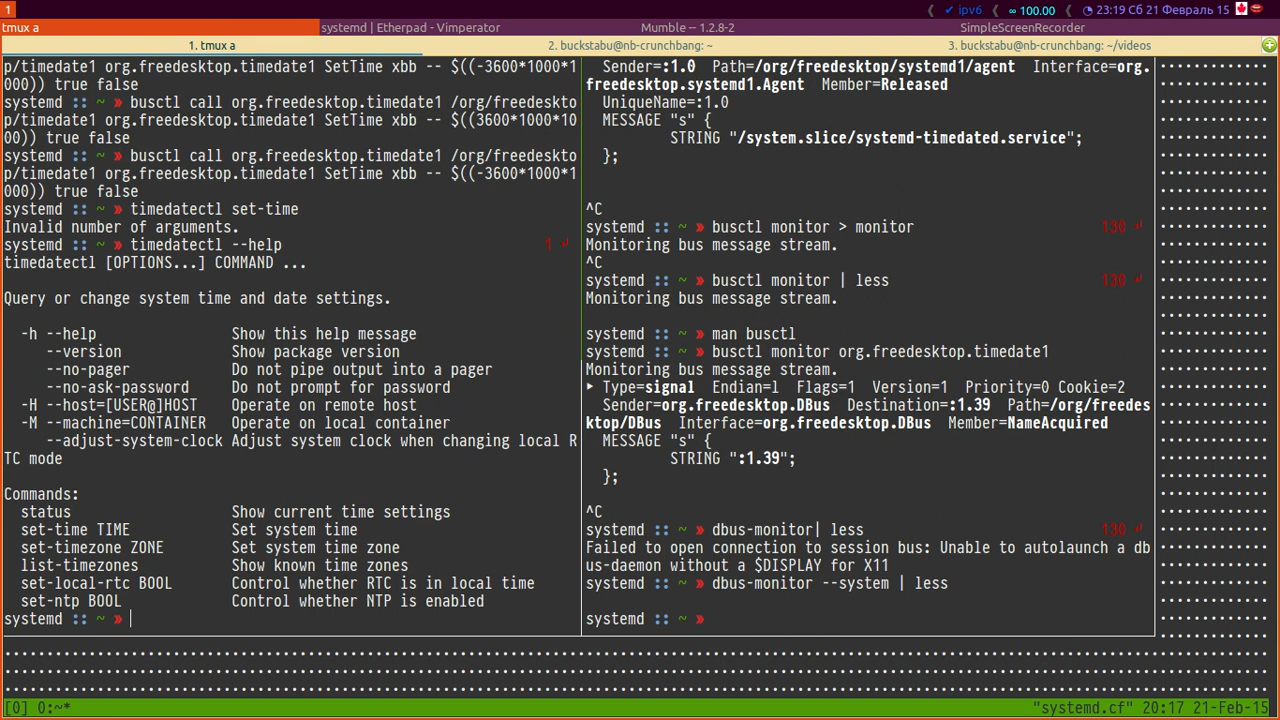 1
✔ ipv6
∞ 100.00
23:19 Сб 21 Февраль 15
tmux a
systemd | Etherpad - Vimperator
Mumble -- 1.2.8-2
SimpleScreenRecorder
1. tmux a
2. buckstabu@nb-crunchbang: ~
3. buckstabu@nb-crunchbang: ~/videos
p/timedate1 org.freedesktop.timedate1 SetTime xbb -- $((-3600*1000*1
000)) true false
systemd :: ~ » busctl call org.freedesktop.timedate1 /org/freedeskto
p/timedate1 org.freedesktop.timedate1 SetTime xbb -- $((3600*1000*10
00)) true false
systemd :: ~ » busctl call org.freedesktop.timedate1 /org/freedeskto
p/timedate1 org.freedesktop.timedate1 SetTime xbb -- $((-3600*1000*1
000)) true false
systemd :: ~ » timedatectl set-time
Invalid number of arguments.
systemd :: ~ » timedatectl --help 1 ↵
timedatectl [OPTIONS...] COMMAND ...
Query or change system time and date settings.
-h --help Show this help message
--version Show package version
--no-pager Do not pipe output into a pager
--no-ask-password Do not prompt for password
-H --host=[USER@]HOST Operate on remote host
-M --machine=CONTAINER Operate on local container
--adjust-system-clock Adjust system clock when changing local R
TC mode
Commands:
status Show current time settings
set-time TIME Set system time
set-timezone ZONE Set system time zone
list-timezones Show known time zones
set-local-rtc BOOL Control whether RTC is in local time
set-ntp BOOL Control whether NTP is enabled
systemd :: ~ »
Sender=:1.0 Path=/org/freedesktop/systemd1/agent Interface=org.
freedesktop.systemd1.Agent Member=Released
UniqueName=:1.0
MESSAGE "s" {
STRING "/system.slice/systemd-timedated.service";
};
^C
systemd :: ~ » busctl monitor > monitor 130 ↵
Monitoring bus message stream.
^C
systemd :: ~ » busctl monitor | less 130 ↵
Monitoring bus message stream.
systemd :: ~ » man busctl
systemd :: ~ » busctl monitor org.freedesktop.timedate1
Monitoring bus message stream.
‣ Type=signal Endian=l Flags=1 Version=1 Priority=0 Cookie=2
Sender=org.freedesktop.DBus Destination=:1.39 Path=/org/freedes
ktop/DBus Interface=org.freedesktop.DBus Member=NameAcquired
MESSAGE "s" {
STRING ":1.39";
};
^C
systemd :: ~ » dbus-monitor| less 130 ↵
Failed to open connection to session bus: Unable to autolaunch a db
us-daemon without a $DISPLAY for X11
systemd :: ~ » dbus-monitor --system | less
systemd :: ~ »
[0] 0:~*
"systemd.cf" 20:17 21-Feb-15